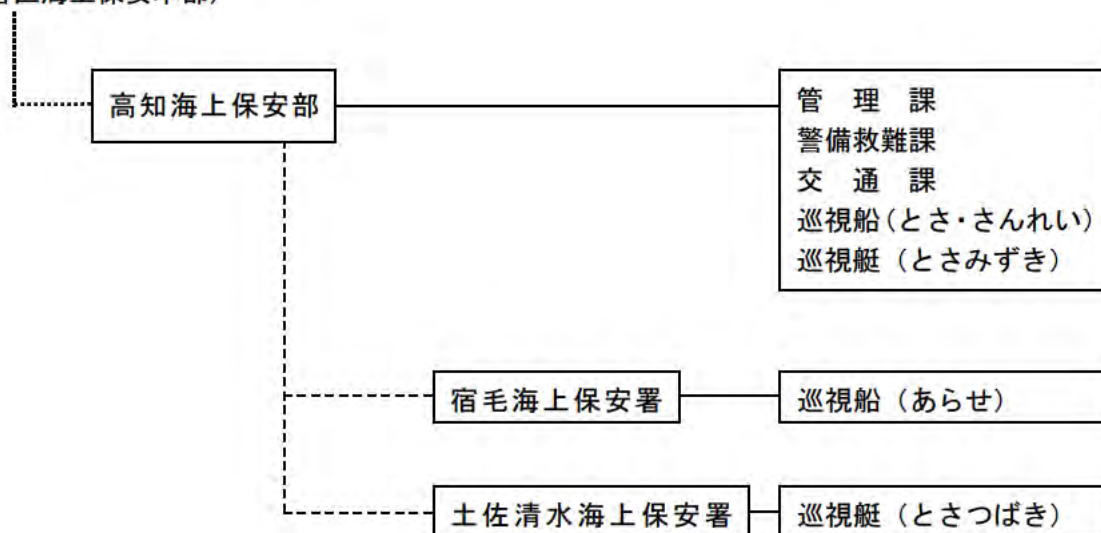 高知海上保安部
管　理　課
警備救難課
交　通　課
巡視船（とさ・さんれい）
巡視艇（とさみずき）
宿毛海上保安署
巡視船（あらせ）
土佐清水海上保安署
巡視艇（とさつばき）